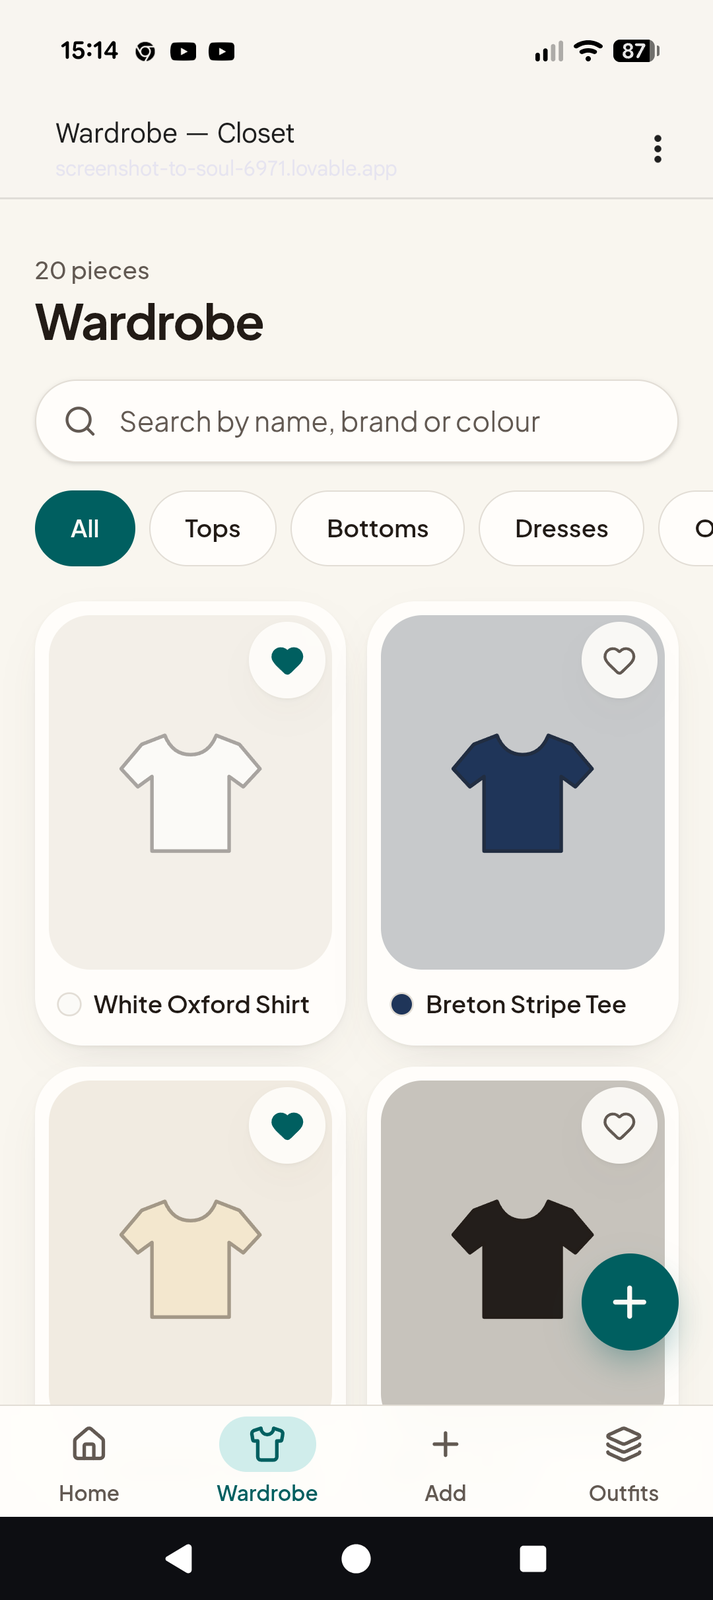 15:14
87
Wardrobe — Closet
screenshot-to-soul-6971.lovable.app
20 pieces
Wardrobe
Search by name, brand or colour
All Tops Bottoms Dresses O
White Oxford Shirt Breton Stripe Tee
Home Wardrobe Add Outfits